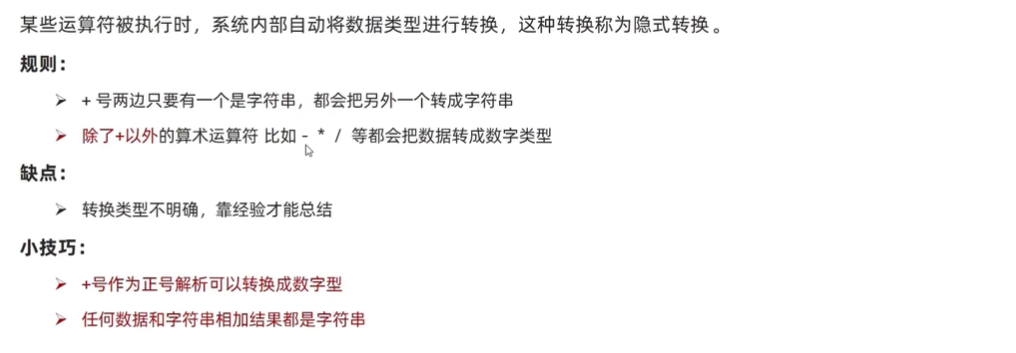 某些运算符被执行时，系统内部自动将数据类型进行转换，这种转换称为隐式转换。
规则：
➢ + 号两边只要有一个是字符串，都会把另外一个转成字符串
➢ 除了+以外的算术运算符 比如 - * / 等都会把数据转成数字类型
缺点：
➢ 转换类型不明确，靠经验才能总结
小技巧：
➢ +号作为正号解析可以转换成数字型
➢ 任何数据和字符串相加结果都是字符串